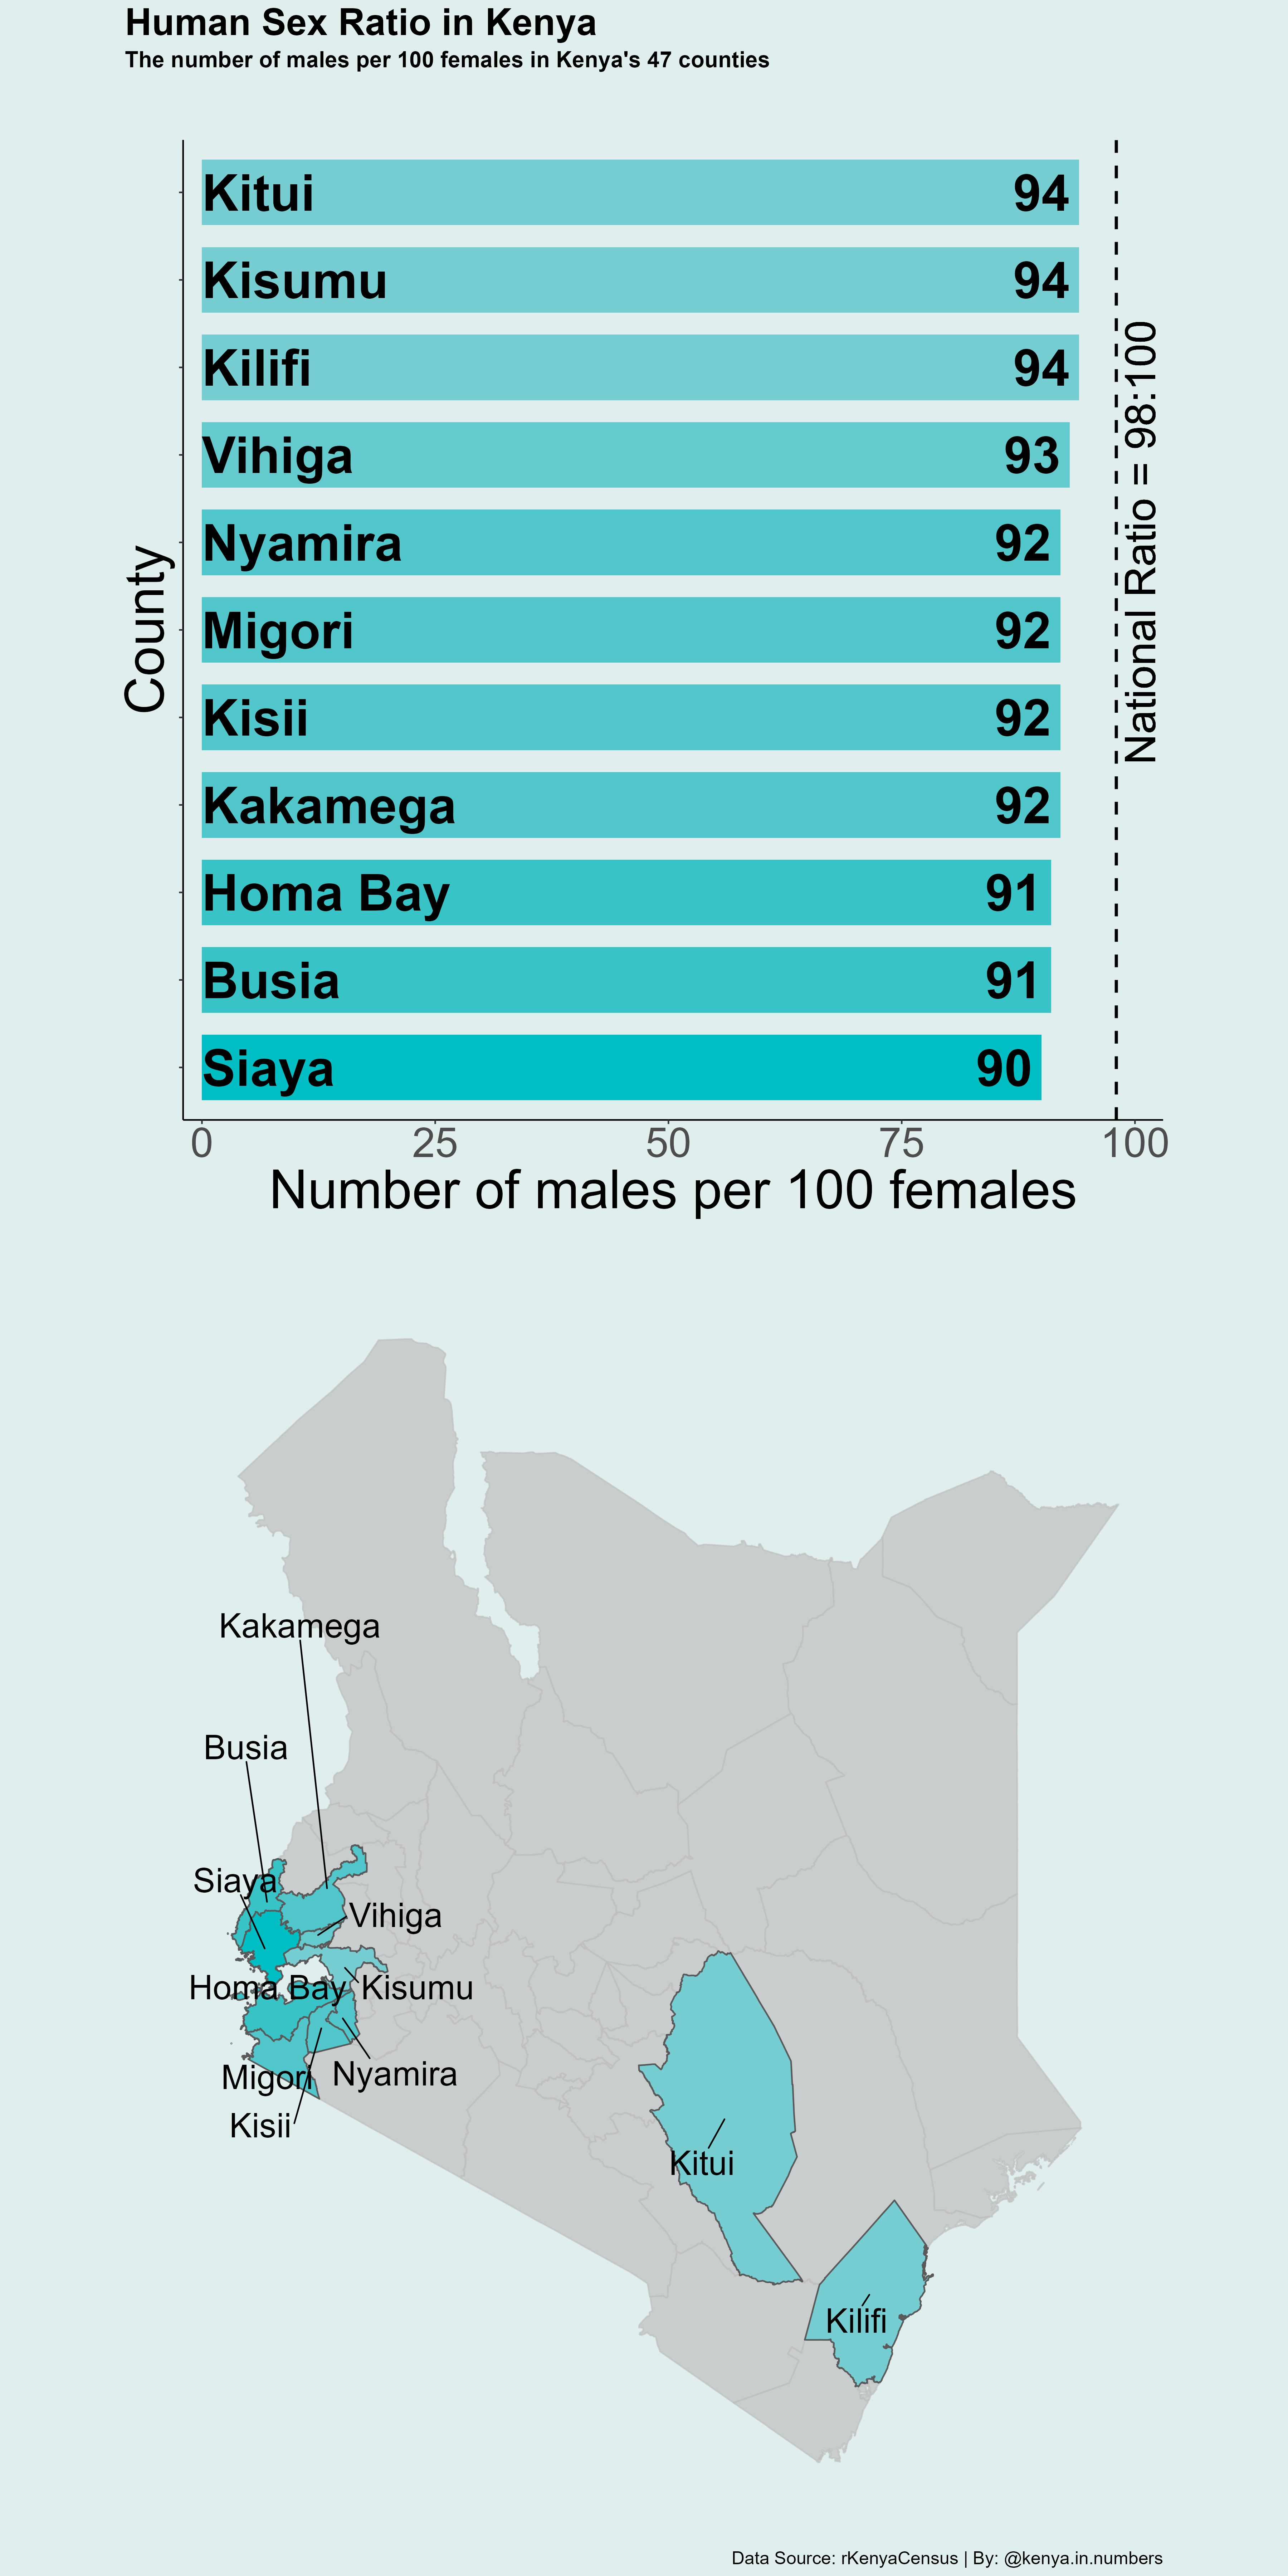 Human Sex Ratio in Kenya
The number of males per 100 females in Kenya's 47 counties
County
Kitui 94
Kisumu 94
Kilifi 94
Vihiga 93
Nyamira 92
Migori 92
Kisii 92
Kakamega 92
Homa Bay 91
Busia 91
Siaya 90
National Ratio = 98:100
0 25 50 75 100
Number of males per 100 females
Kakamega
Busia
Siaya
Vihiga
Homa Bay
Kisumu
Migori
Nyamira
Kisii
Kitui
Kilifi
Data Source: rKenyaCensus | By: @kenya.in.numbers